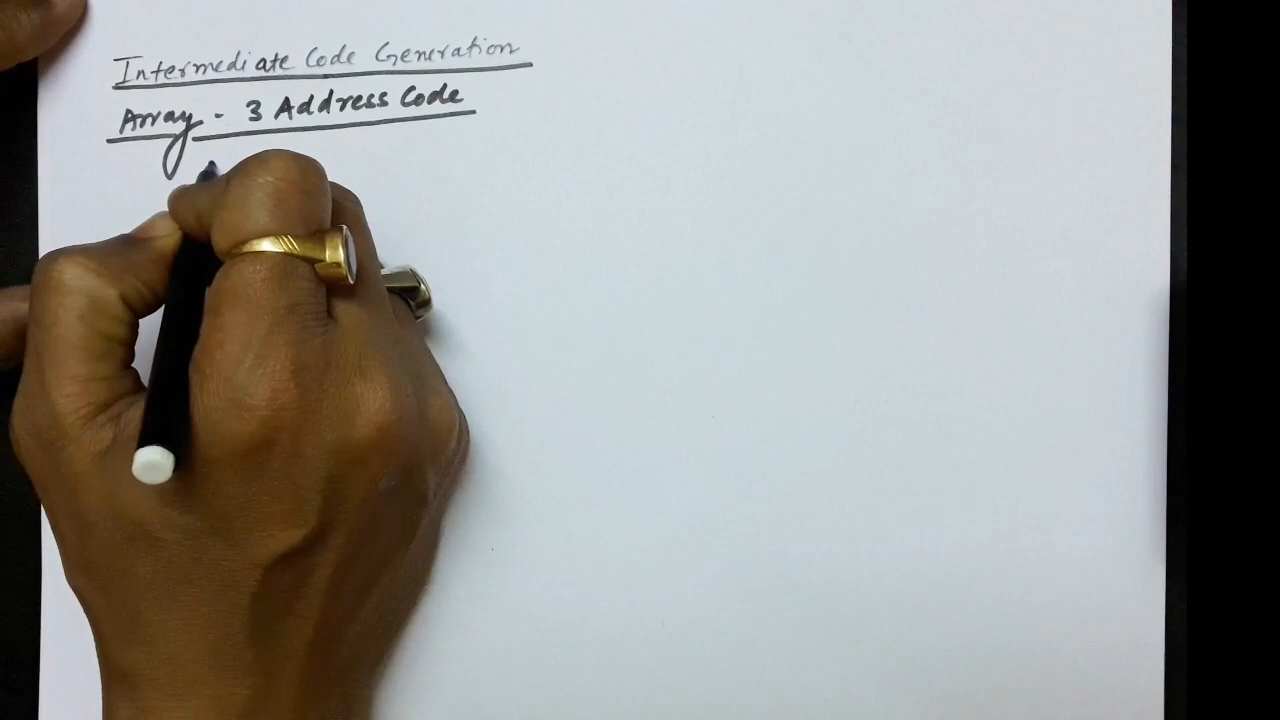 Intermediate Code Generation
Array - 3 Address Code